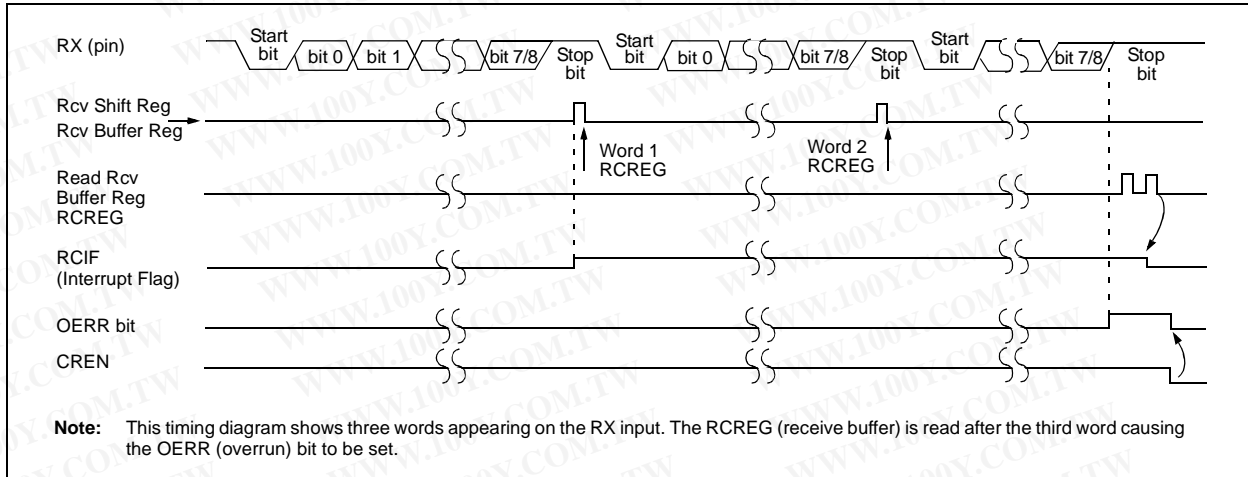 RX (pin)
Start bit
bit 0
bit 1
bit 7/8
Stop bit
Start bit
bit 0
bit 7/8
Stop bit
Start bit
bit 7/8
Stop bit
Rcv Shift Reg
Rcv Buffer Reg
Word 1
RCREG
Word 2
RCREG
Read Rcv
Buffer Reg
RCREG
RCIF
(Interrupt Flag)
OERR bit
CREN
Note: This timing diagram shows three words appearing on the RX input. The RCREG (receive buffer) is read after the third word causing
the OERR (overrun) bit to be set.
WWW.100Y.COM.TW